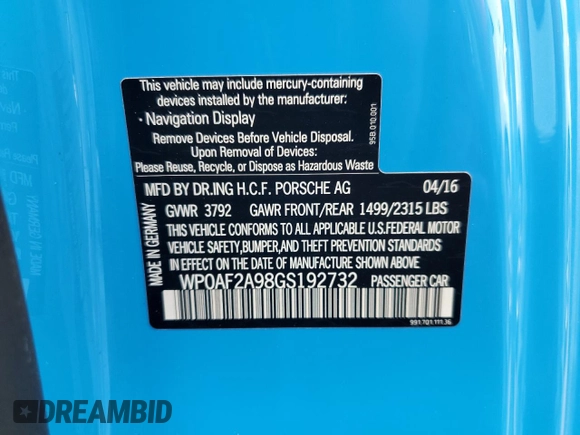 This vehicle may include mercury-containing
devices installed by the manufacturer:
· Navigation Display
Remove Devices Before Vehicle Disposal.
Upon Removal of Devices:
Please Reuse, Recycle, or Dispose as Hazardous Waste
95B.010.001
MFD BY DR.ING H.C.F. PORSCHE AG 04/16
GVWR 3792 GAWR FRONT/REAR 1499/2315 LBS
THIS VEHICLE CONFORMS TO ALL APPLICABLE U.S.FEDERAL MOTOR
VEHICLE SAFETY,BUMPER,AND THEFT PREVENTION STANDARDS
IN EFFECT ON THE DATE OF MANUFACTURE SHOWN ABOVE
WP0AF2A98GS192732 PASSENGER CAR
MADE IN GERMANY
991.701.111.36
DREAMBID